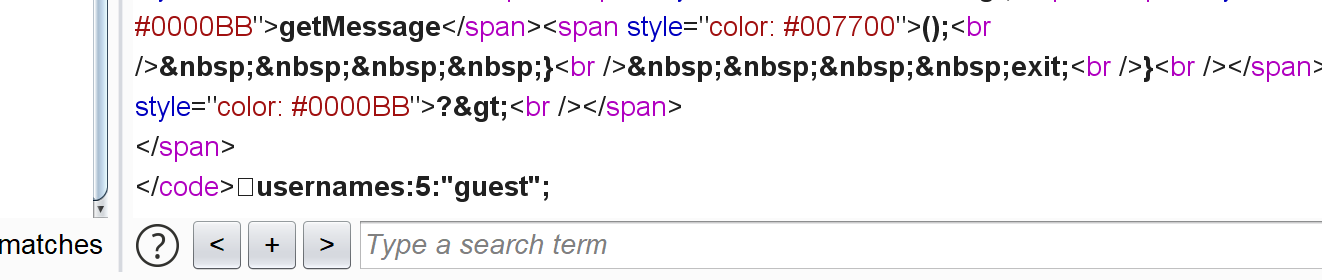 #0000BB">getMessage</span><span style="color: #007700">();<br
/>&nbsp;&nbsp;&nbsp;&nbsp;}<br />&nbsp;&nbsp;&nbsp;&nbsp;exit;<br />}<br /></span>
style="color: #0000BB">?&gt;<br /></span>
</span>
</code>□usernames:5:"guest";
matches ? < + > Type a search term